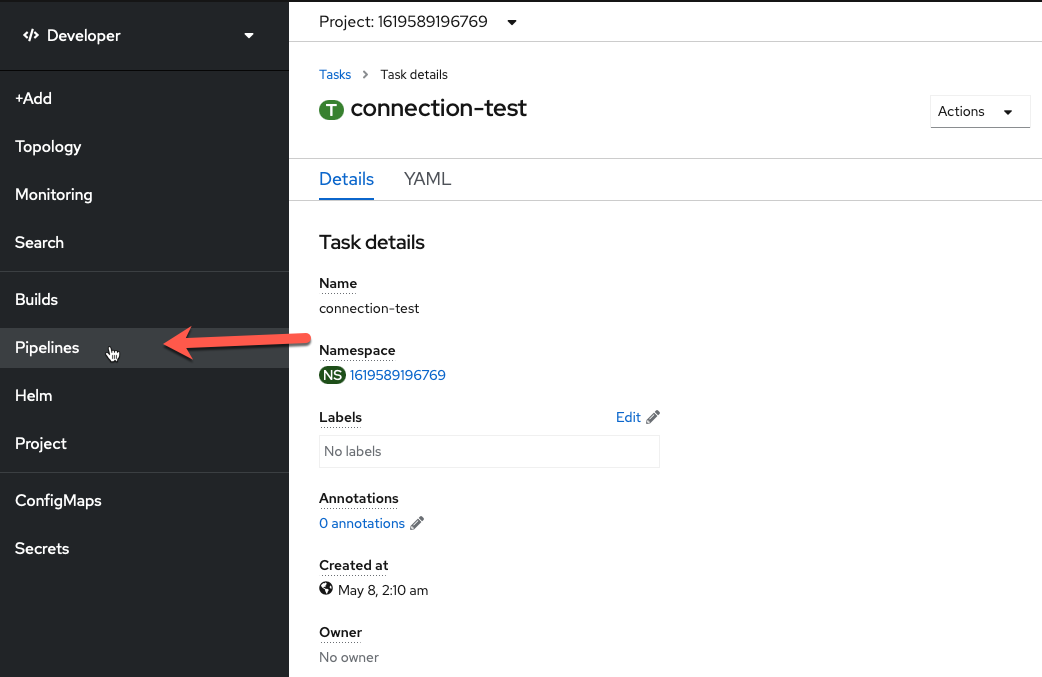 Developer
+Add
Topology
Monitoring
Search
Builds
Pipelines
Helm
Project
ConfigMaps
Secrets
Project: 1619589196769
Tasks > Task details
T connection-test
Actions
Details YAML
Task details
Name
connection-test
Namespace
NS 1619589196769
Labels Edit
No labels
Annotations
0 annotations
Created at
May 8, 2:10 am
Owner
No owner